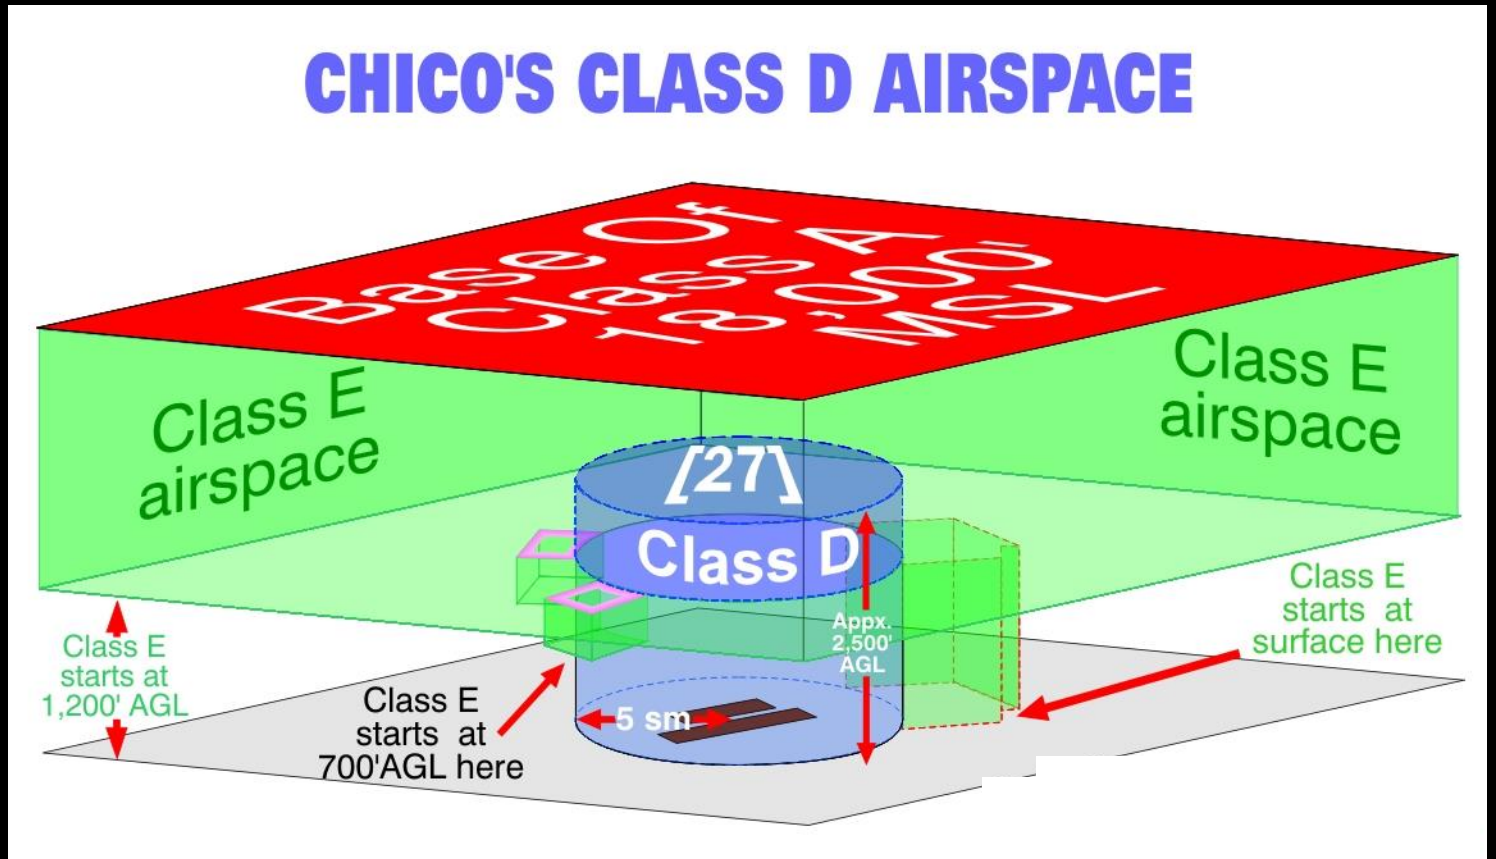 CHICO'S CLASS D AIRSPACE
Base Of
Class A
18,000'
MSL
Class E
airspace
Class E
airspace
[27]
Class D
Appx.
2,500'
AGL
5 sm
Class E
starts at
1,200' AGL
Class E
starts at
700'AGL here
Class E
starts at
surface here